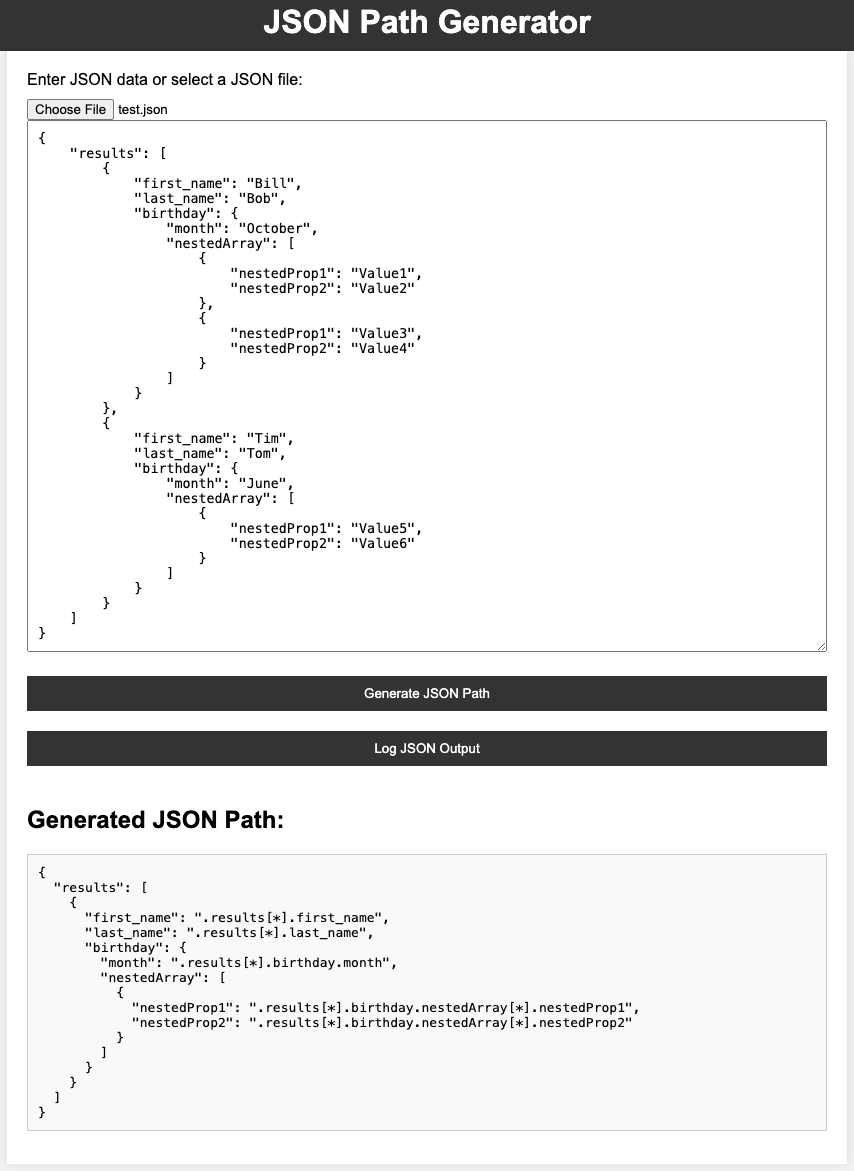 JSON Path Generator
Enter JSON data or select a JSON file:
Choose File test.json
{
    "results": [
        {
            "first_name": "Bill",
            "last_name": "Bob",
            "birthday": {
                "month": "October",
                "nestedArray": [
                    {
                        "nestedProp1": "Value1",
                        "nestedProp2": "Value2"
                    },
                    {
                        "nestedProp1": "Value3",
                        "nestedProp2": "Value4"
                    }
                ]
            }
        },
        {
            "first_name": "Tim",
            "last_name": "Tom",
            "birthday": {
                "month": "June",
                "nestedArray": [
                    {
                        "nestedProp1": "Value5",
                        "nestedProp2": "Value6"
                    }
                ]
            }
        }
    ]
}
Generate JSON Path
Log JSON Output
Generated JSON Path:
{
  "results": [
    {
      "first_name": ".results[*].first_name",
      "last_name": ".results[*].last_name",
      "birthday": {
        "month": ".results[*].birthday.month",
        "nestedArray": [
          {
            "nestedProp1": ".results[*].birthday.nestedArray[*].nestedProp1",
            "nestedProp2": ".results[*].birthday.nestedArray[*].nestedProp2"
          }
        ]
      }
    }
  ]
}